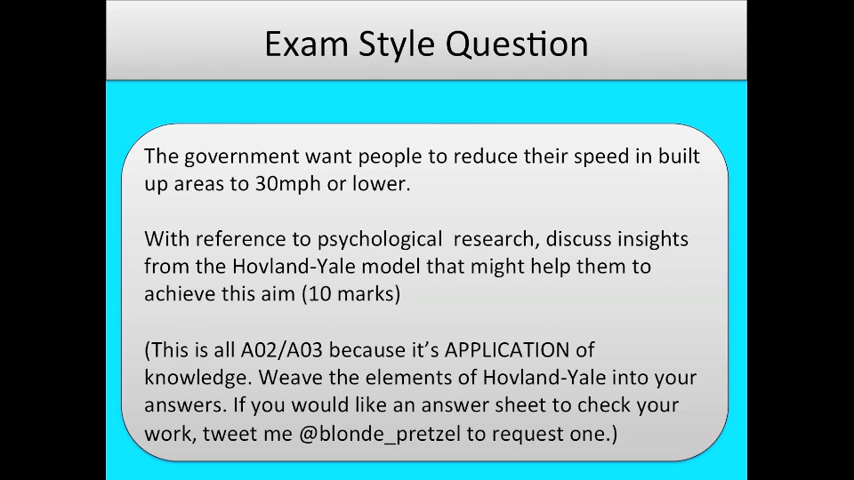 Exam Style Question
The government want people to reduce their speed in built
up areas to 30mph or lower.
With reference to psychological  research, discuss insights
from the Hovland-Yale model that might help them to
achieve this aim (10 marks)
(This is all A02/A03 because it’s APPLICATION of
knowledge. Weave the elements of Hovland-Yale into your
answers. If you would like an answer sheet to check your
work, tweet me @blonde_pretzel to request one.)